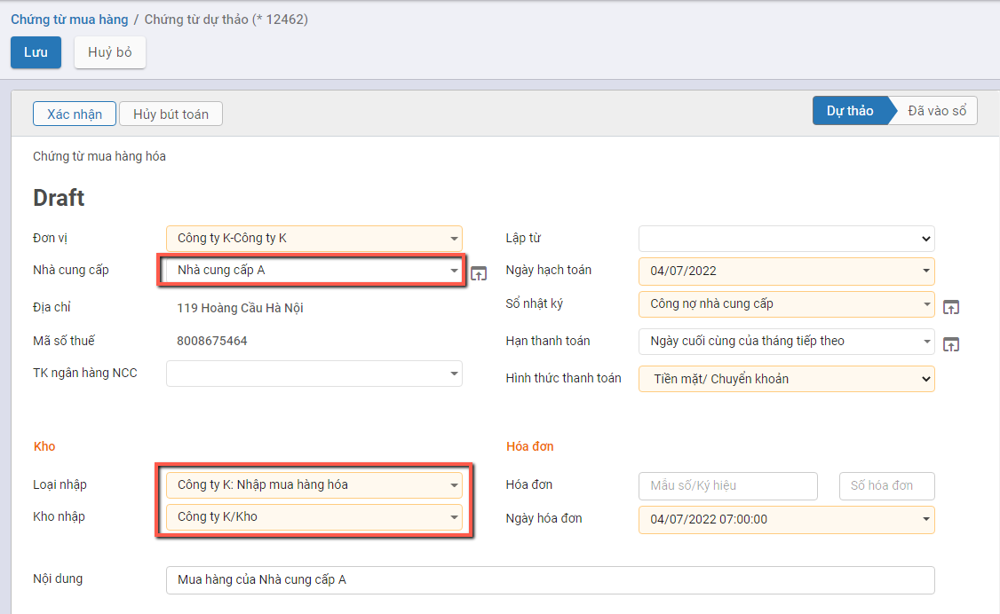 Chứng từ mua hàng / Chứng từ dự thảo (* 12462)
Lưu Huỷ bỏ
Xác nhận Hủy bút toán Dự thảo Đã vào sổ
Chứng từ mua hàng hóa
Draft
Đơn vị Công ty K-Công ty K Lập từ
Nhà cung cấp Nhà cung cấp A Ngày hạch toán 04/07/2022
Địa chỉ 119 Hoàng Cầu Hà Nội Sổ nhật ký Công nợ nhà cung cấp
Mã số thuế 8008675464 Hạn thanh toán Ngày cuối cùng của tháng tiếp theo
TK ngân hàng NCC Hình thức thanh toán Tiền mặt/ Chuyển khoản
Kho Hóa đơn
Loại nhập Công ty K: Nhập mua hàng hóa Hóa đơn Mẫu số/Ký hiệu Số hóa đơn
Kho nhập Công ty K/Kho Ngày hóa đơn 04/07/2022 07:00:00
Nội dung Mua hàng của Nhà cung cấp A